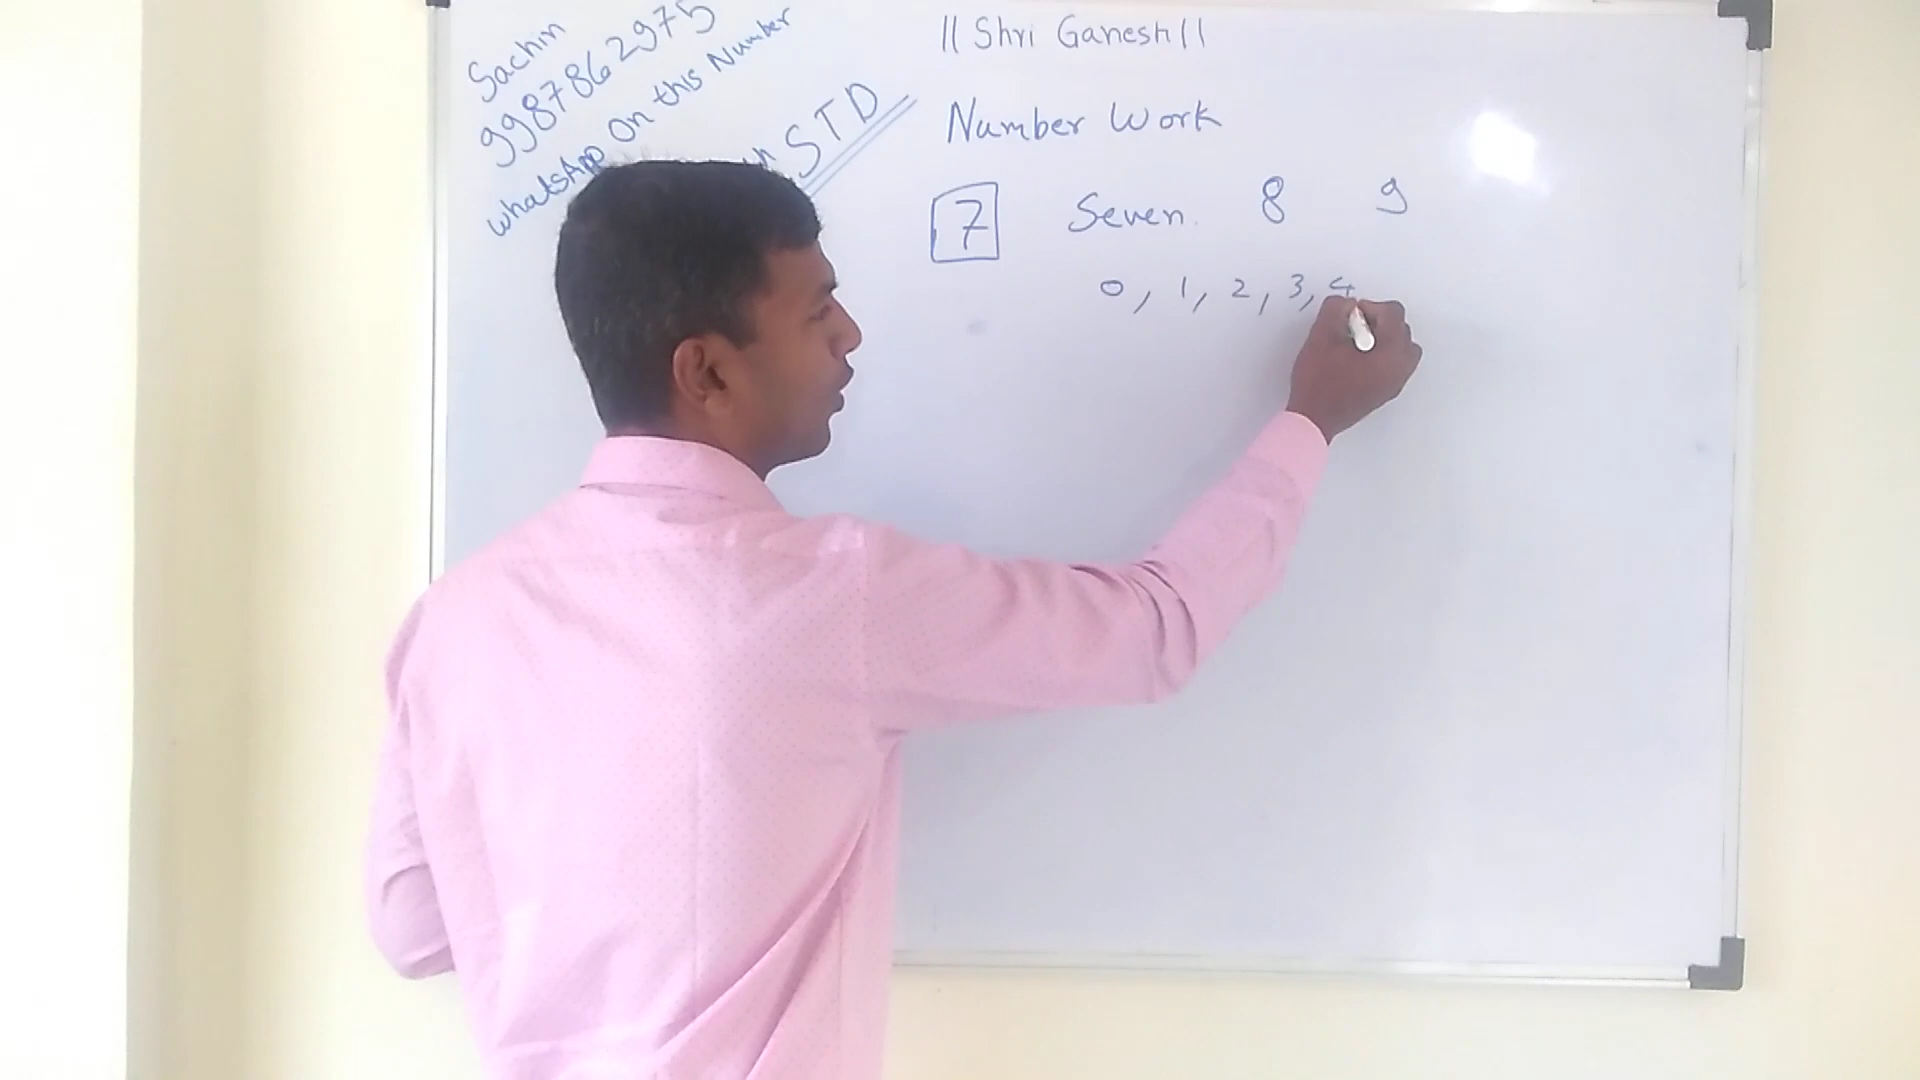 Sachin
9987862975
whatsApp On this Number
STD
|| Shri Ganesh ||
Number Work
7 Seven. 8 9
0, 1, 2, 3, 4